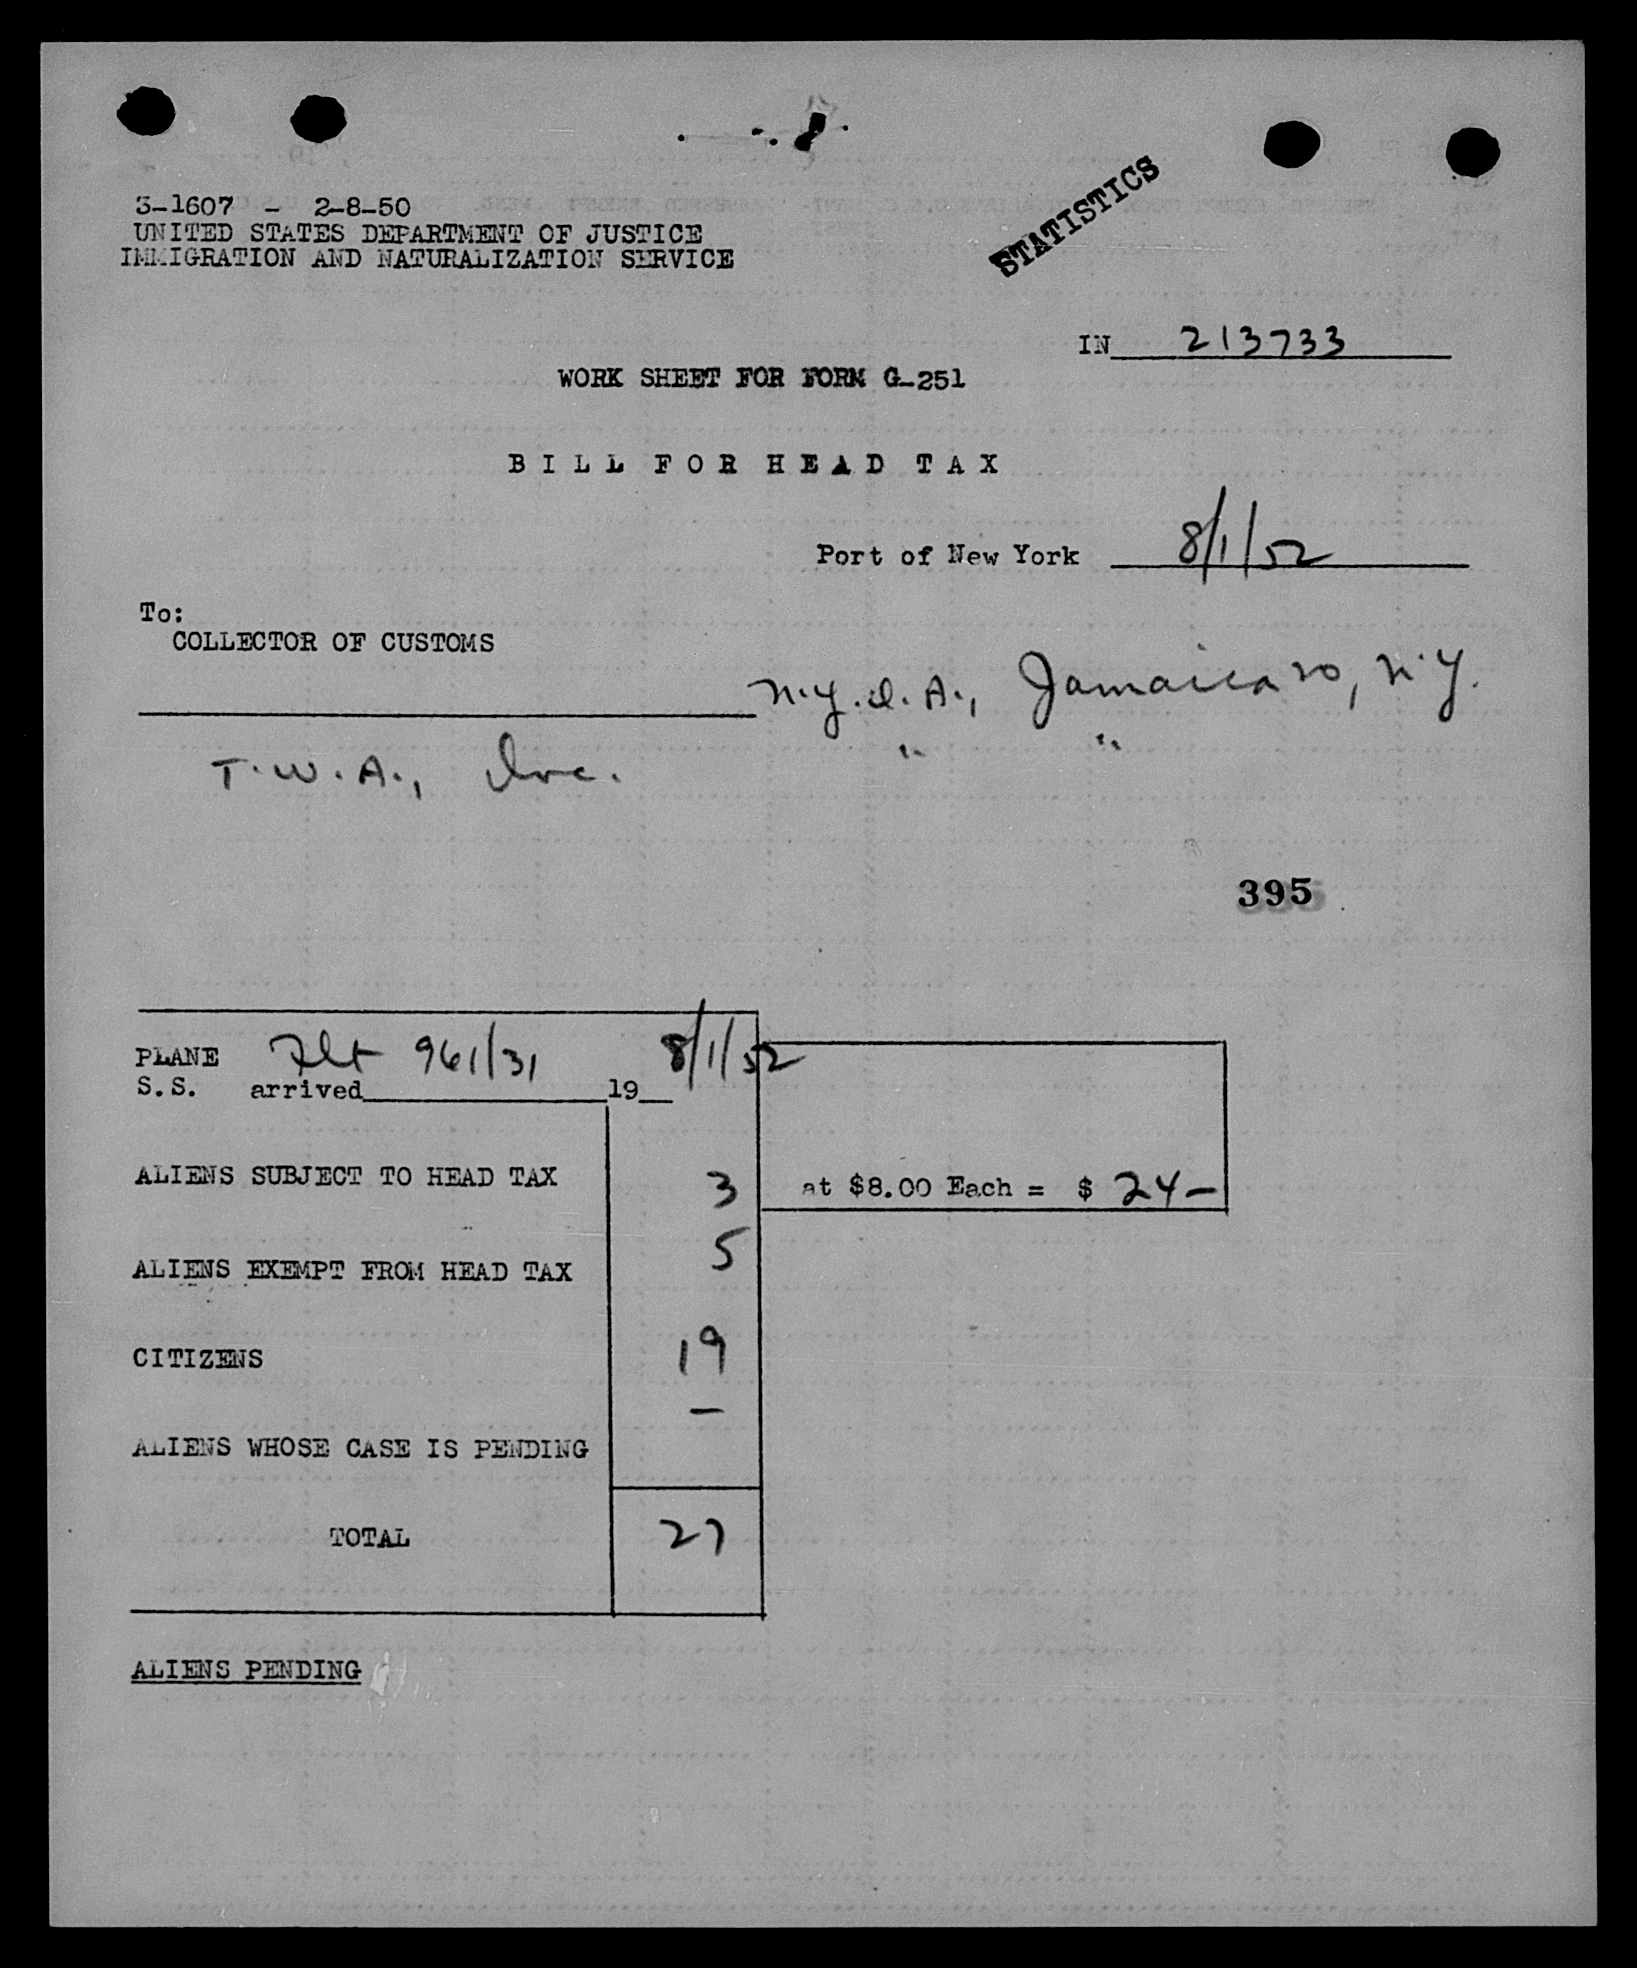 3-1607 - 2-8-50
UNITED STATES DEPARTMENT OF JUSTICE
IMMIGRATION AND NATURALIZATION SERVICE
STATISTICS
IN 213733
WORK SHEET FOR FORM G-251
BILL FOR HEAD TAX
Port of New York 8/1/52
To:
COLLECTOR OF CUSTOMS
N.Y.I.A., Jamaica 30, N.Y.
T.W.A., Inc. " "
395
PLANE Flt 961/31 8/1/52
S.S. arrived 19
ALIENS SUBJECT TO HEAD TAX 3 at $8.00 Each = $ 24-
ALIENS EXEMPT FROM HEAD TAX 5
CITIZENS 19
ALIENS WHOSE CASE IS PENDING -
TOTAL 27
ALIENS PENDING